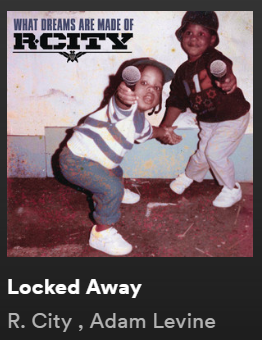 WHAT DREAMS ARE MADE OF
R·CITY
Locked Away
R. City , Adam Levine